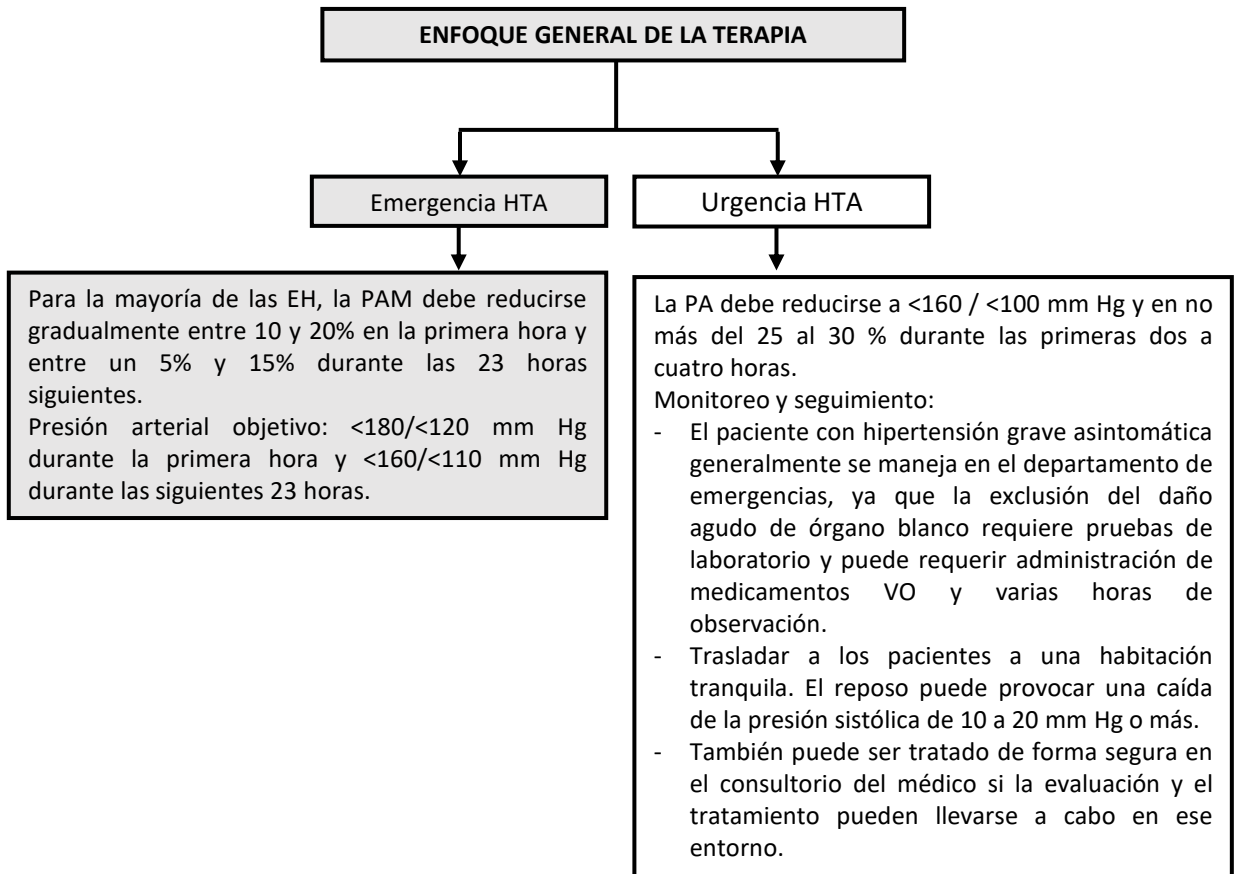 ENFOQUE GENERAL DE LA TERAPIA
Emergencia HTA
Urgencia HTA
Para la mayoría de las EH, la PAM debe reducirse
gradualmente entre 10 y 20% en la primera hora y
entre un 5% y 15% durante las 23 horas
siguientes.
Presión arterial objetivo: <180/<120 mm Hg
durante la primera hora y <160/<110 mm Hg
durante las siguientes 23 horas.
La PA debe reducirse a <160 / <100 mm Hg y en no
más del 25 al 30 % durante las primeras dos a
cuatro horas.
Monitoreo y seguimiento:
- El paciente con hipertensión grave asintomática
generalmente se maneja en el departamento de
emergencias, ya que la exclusión del daño
agudo de órgano blanco requiere pruebas de
laboratorio y puede requerir administración de
medicamentos VO y varias horas de
observación.
- Trasladar a los pacientes a una habitación
tranquila. El reposo puede provocar una caída
de la presión sistólica de 10 a 20 mm Hg o más.
- También puede ser tratado de forma segura en
el consultorio del médico si la evaluación y el
tratamiento pueden llevarse a cabo en ese
entorno.